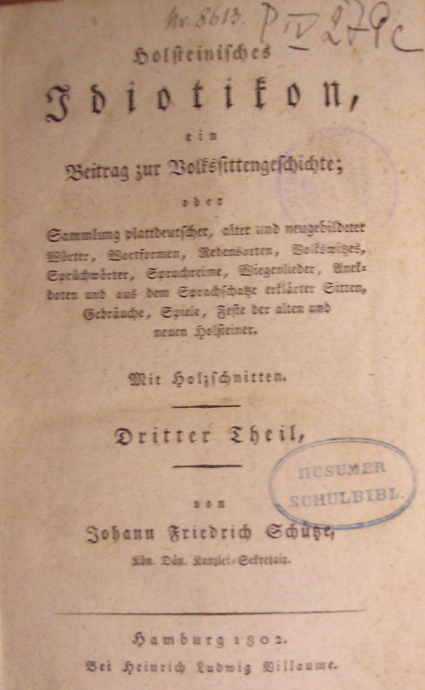 Nr. 8613.
P IV 279c
Holsteinisches
Idiotikon,
ein
Beitrag zur Volkssittengeschichte;
oder
Sammlung plattdeutscher, alter und neugebildeter
Wörter, Wortformen, Redensarten, Volkswitzes,
Sprüchwörter, Spruchreime, Wiegenlieder, Anek-
doten und aus dem Sprachschatze erklärter Sitten,
Gebräuche, Spiele, Feste der alten und
neuen Holsteiner.
Mit Holzschnitten.
Dritter Theil,
HUSUMER
SCHULBIBL.
von
Johann Friedrich Schütze,
Kön. Dän. Kanzlei-Sekretair.
Hamburg 1802.
Bei Heinrich Ludwig Villaume.